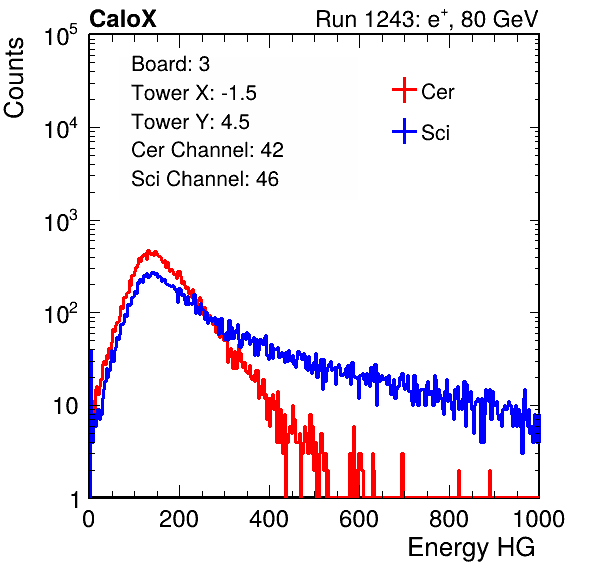 CaloX Run 1243: e⁺, 80 GeV
Counts
Board: 3
Tower X: -1.5
Tower Y: 4.5
Cer Channel: 42
Sci Channel: 46
Cer
Sci
10⁵
10⁴
10³
10²
10
1
0 200 400 600 800 1000
Energy HG